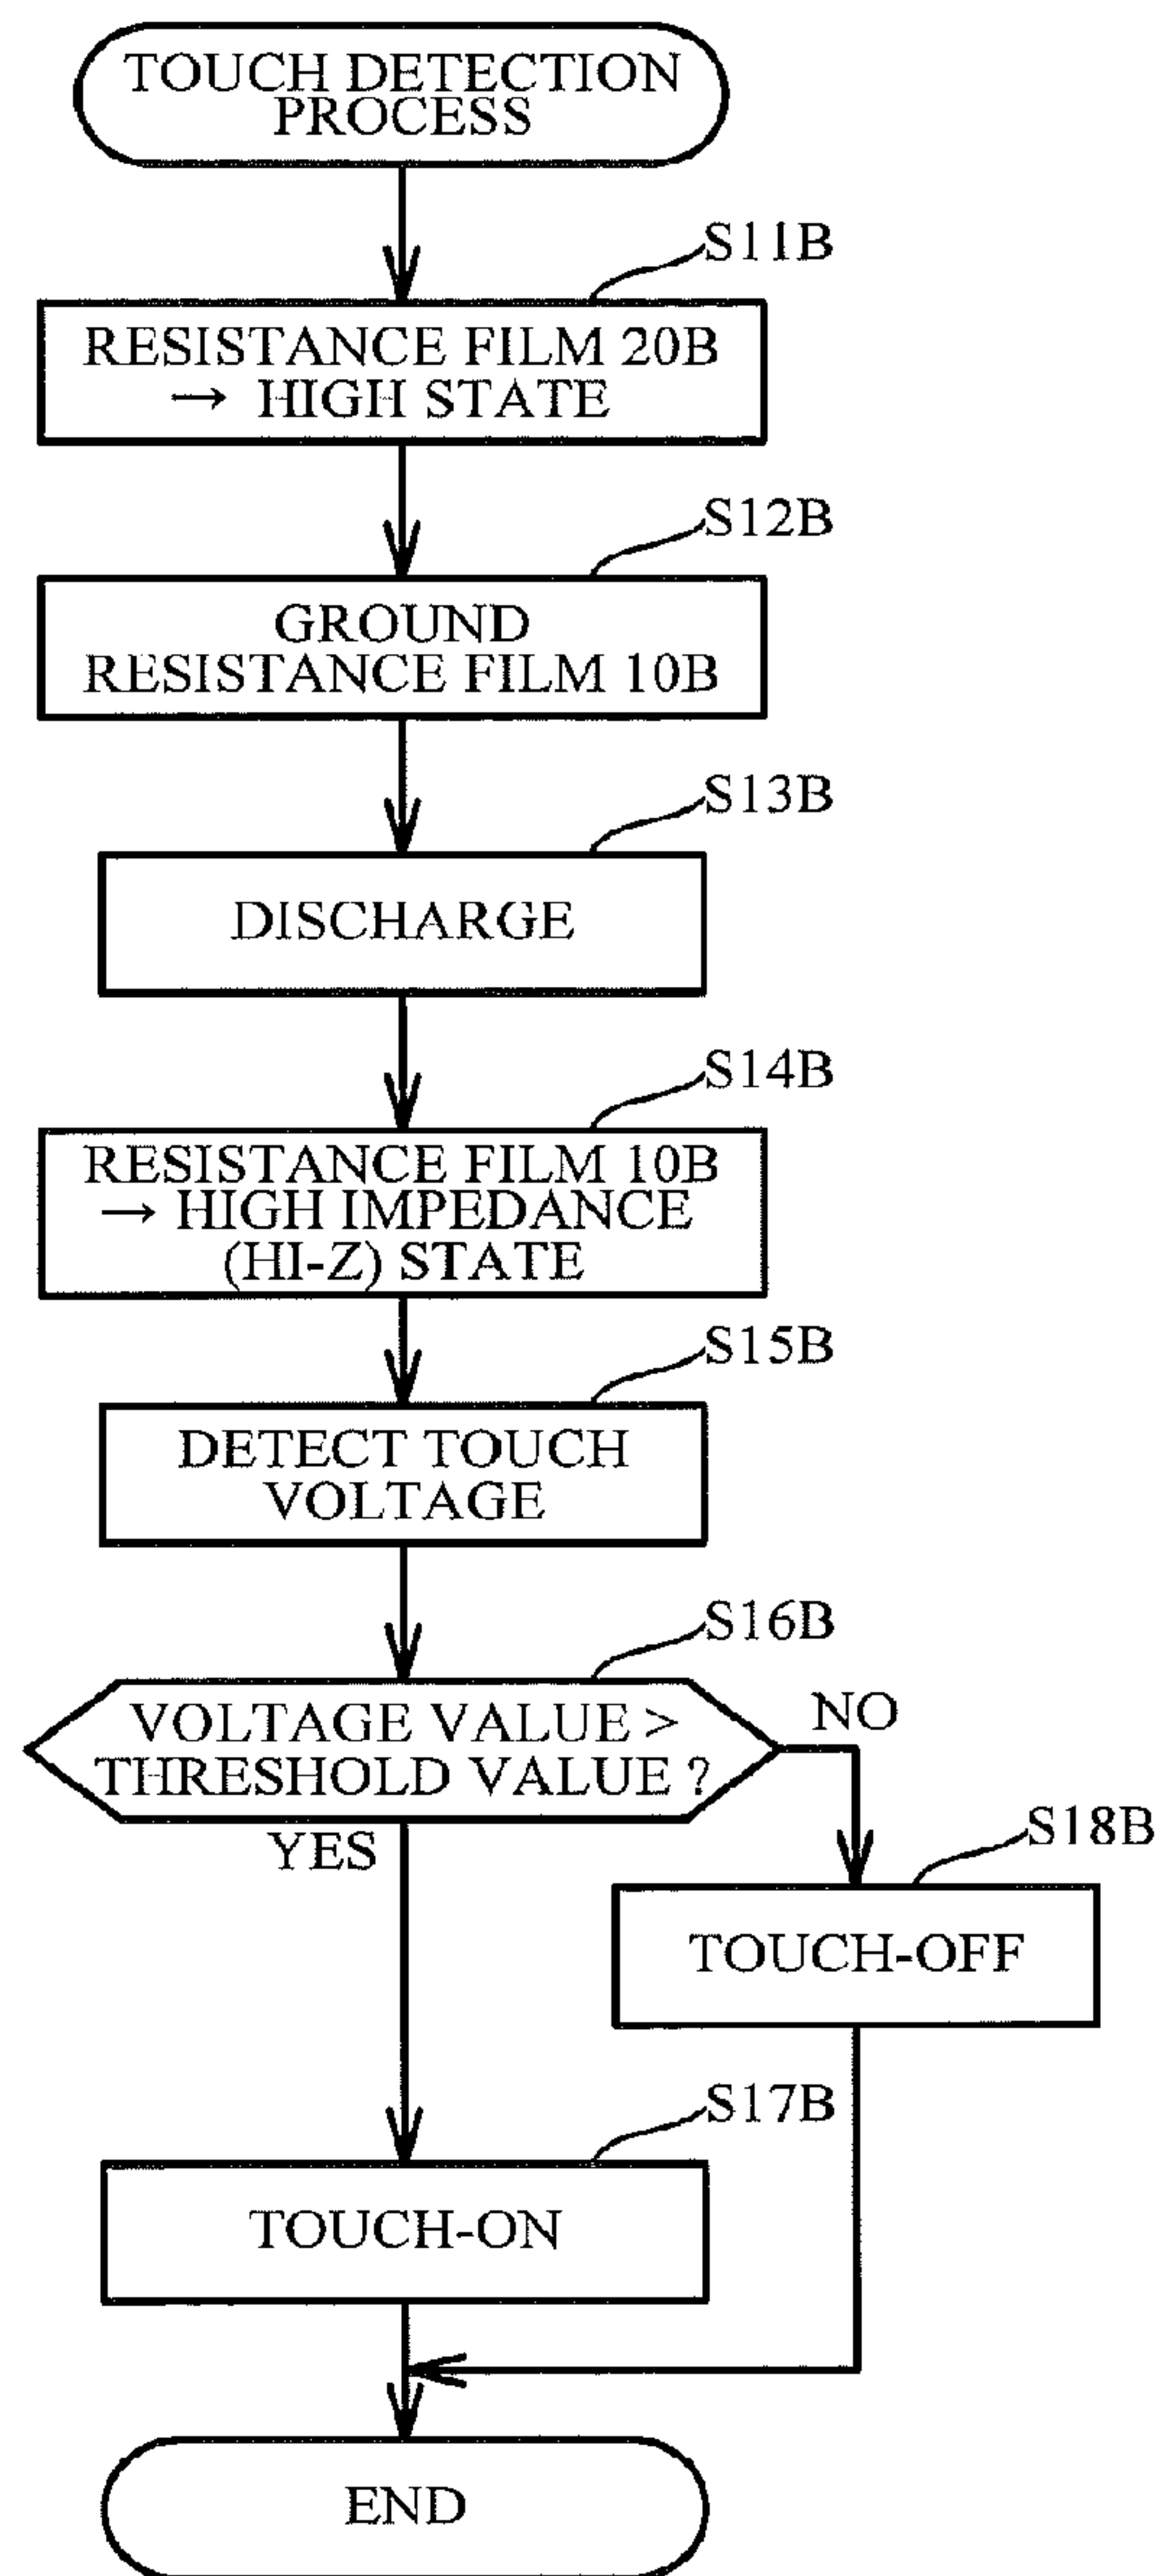 TOUCH DETECTION
PROCESS
S11B
RESISTANCE FILM 20B
→ HIGH STATE
S12B
GROUND
RESISTANCE FILM 10B
S13B
DISCHARGE
S14B
RESISTANCE FILM 10B
→ HIGH IMPEDANCE
(HI-Z) STATE
S15B
DETECT TOUCH
VOLTAGE
S16B
VOLTAGE VALUE >
THRESHOLD VALUE ?
NO
YES
S18B
TOUCH-OFF
S17B
TOUCH-ON
END